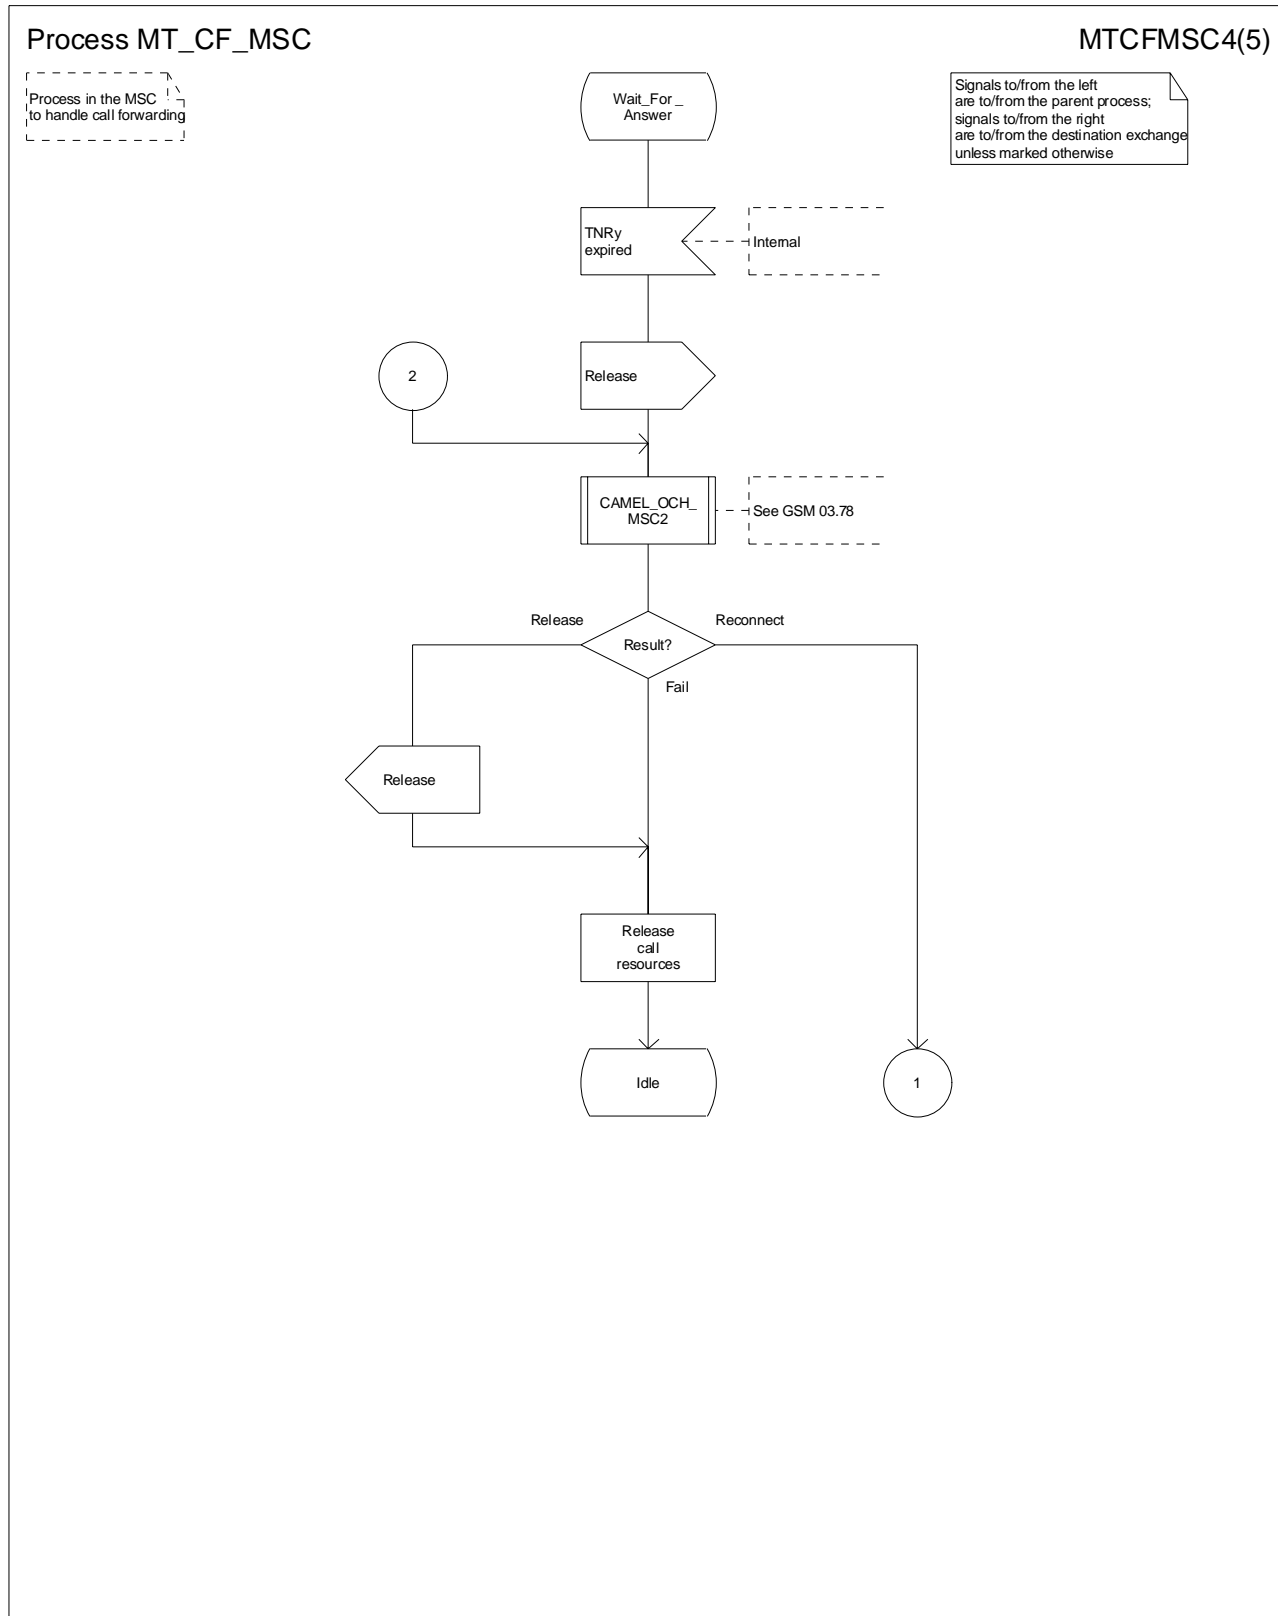 Process MT_CF_MSC
MTCFMSC4(5)
Process in the MSC
to handle call forwarding
Signals to/from the left
are to/from the parent process;
signals to/from the right
are to/from the destination exchange
unless marked otherwise
Wait_For_
Answer
TNRy
expired
Internal
2
Release
CAMEL_OCH_
MSC2
See GSM 03.78
Release
Reconnect
Result?
Fail
Release
Release
call
resources
Idle
1